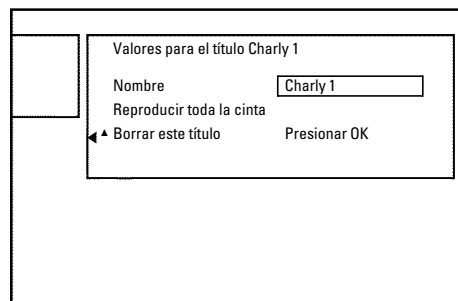 Valores para el título Charly 1
Nombre Charly 1
Reproducir toda la cinta
Borrar este título Presionar OK